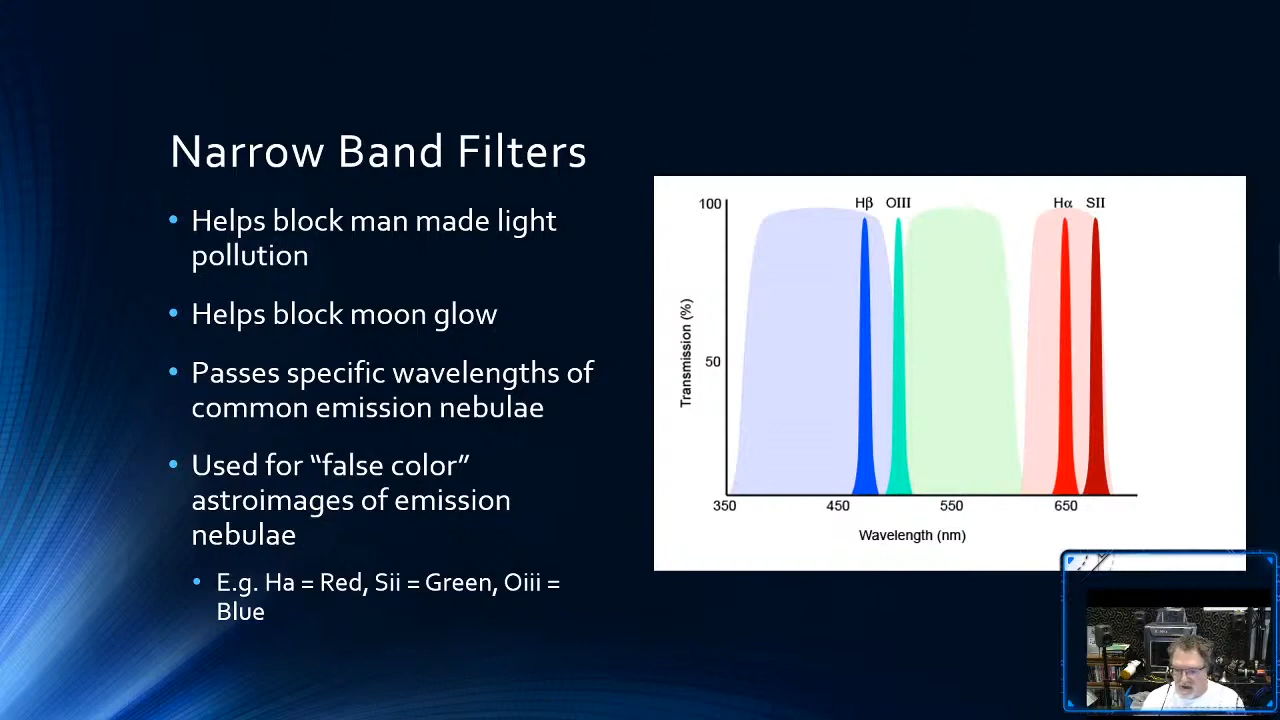 Narrow Band Filters
• Helps block man made light
pollution
• Helps block moon glow
• Passes specific wavelengths of
common emission nebulae
• Used for “false color”
astroimages of emission
nebulae
• E.g. Ha = Red, Sii = Green, Oiii =
Blue
Hβ OIII Hα SII
100
50
Transmission (%)
350 450 550 650
Wavelength (nm)